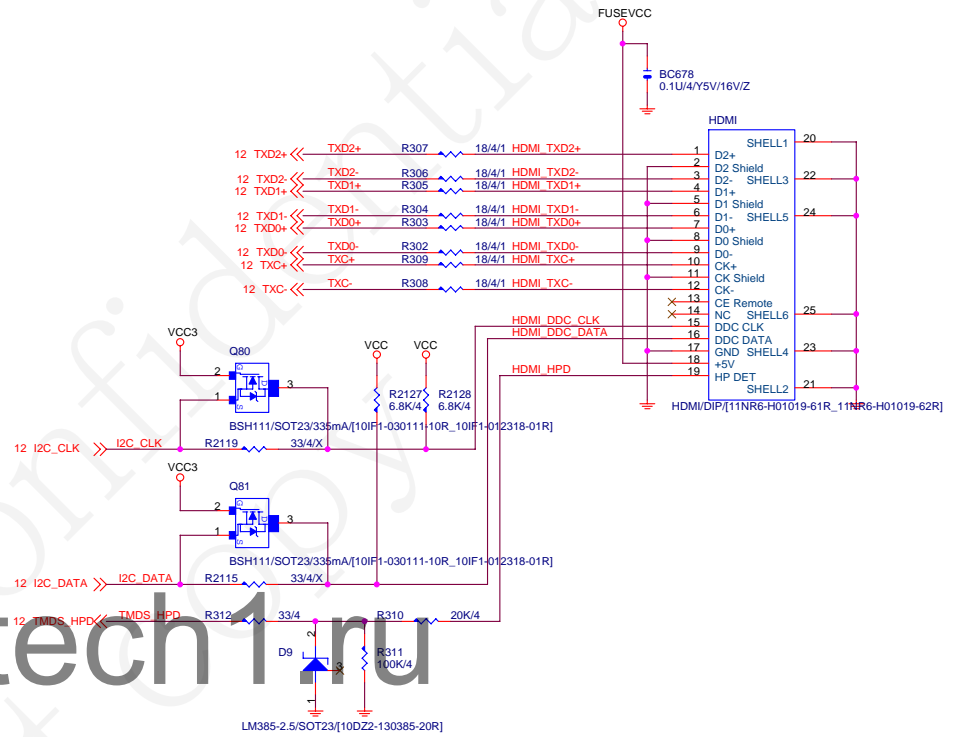 FUSEVCC
BC678
0.1U/4/Y5V/16V/Z
HDMI
12 TXD2+ TXD2+ R307 18/4/1 HDMI_TXD2+ 1 D2+ SHELL1 20
2 D2 Shield
12 TXD2- TXD2- R306 18/4/1 HDMI_TXD2- 3 D2- SHELL3 22
12 TXD1+ TXD1+ R305 18/4/1 HDMI_TXD1+ 4 D1+
5 D1 Shield
12 TXD1- TXD1- R304 18/4/1 HDMI_TXD1- 6 D1- SHELL5 24
12 TXD0+ TXD0+ R303 18/4/1 HDMI_TXD0+ 7 D0+
8 D0 Shield
12 TXD0- TXD0- R302 18/4/1 HDMI_TXD0- 9 D0-
12 TXC+ TXC+ R309 18/4/1 HDMI_TXC+ 10 CK+
11 CK Shield
12 TXC- TXC- R308 18/4/1 HDMI_TXC- 12 CK-
13 CE Remote
14 NC SHELL6 25
HDMI_DDC_CLK 15 DDC CLK
HDMI_DDC_DATA 16 DDC DATA
17 GND SHELL4 23
18 +5V
HDMI_HPD 19 HP DET
SHELL2 21
HDMI/DIP/[11NR6-H01019-61R_11NR6-H01019-62R]
VCC3
Q80
VCC VCC
2 G D 3
1 S
R2127 R2128
6.8K/4 6.8K/4
BSH111/SOT23/335mA/[10IF1-030111-10R_10IF1-012318-01R]
12 I2C_CLK I2C_CLK R2119 33/4/X
VCC3
Q81
2 G D 3
1 S
BSH111/SOT23/335mA/[10IF1-030111-10R_10IF1-012318-01R]
12 I2C_DATA I2C_DATA R2115 33/4/X
12 TMDS_HPD TMDS_HPD R312 33/4 R310 20K/4
2
D9 3
1
R311
100K/4
LM385-2.5/SOT23/[10DZ2-130385-20R]
tech1.ru
Confidential
Copy